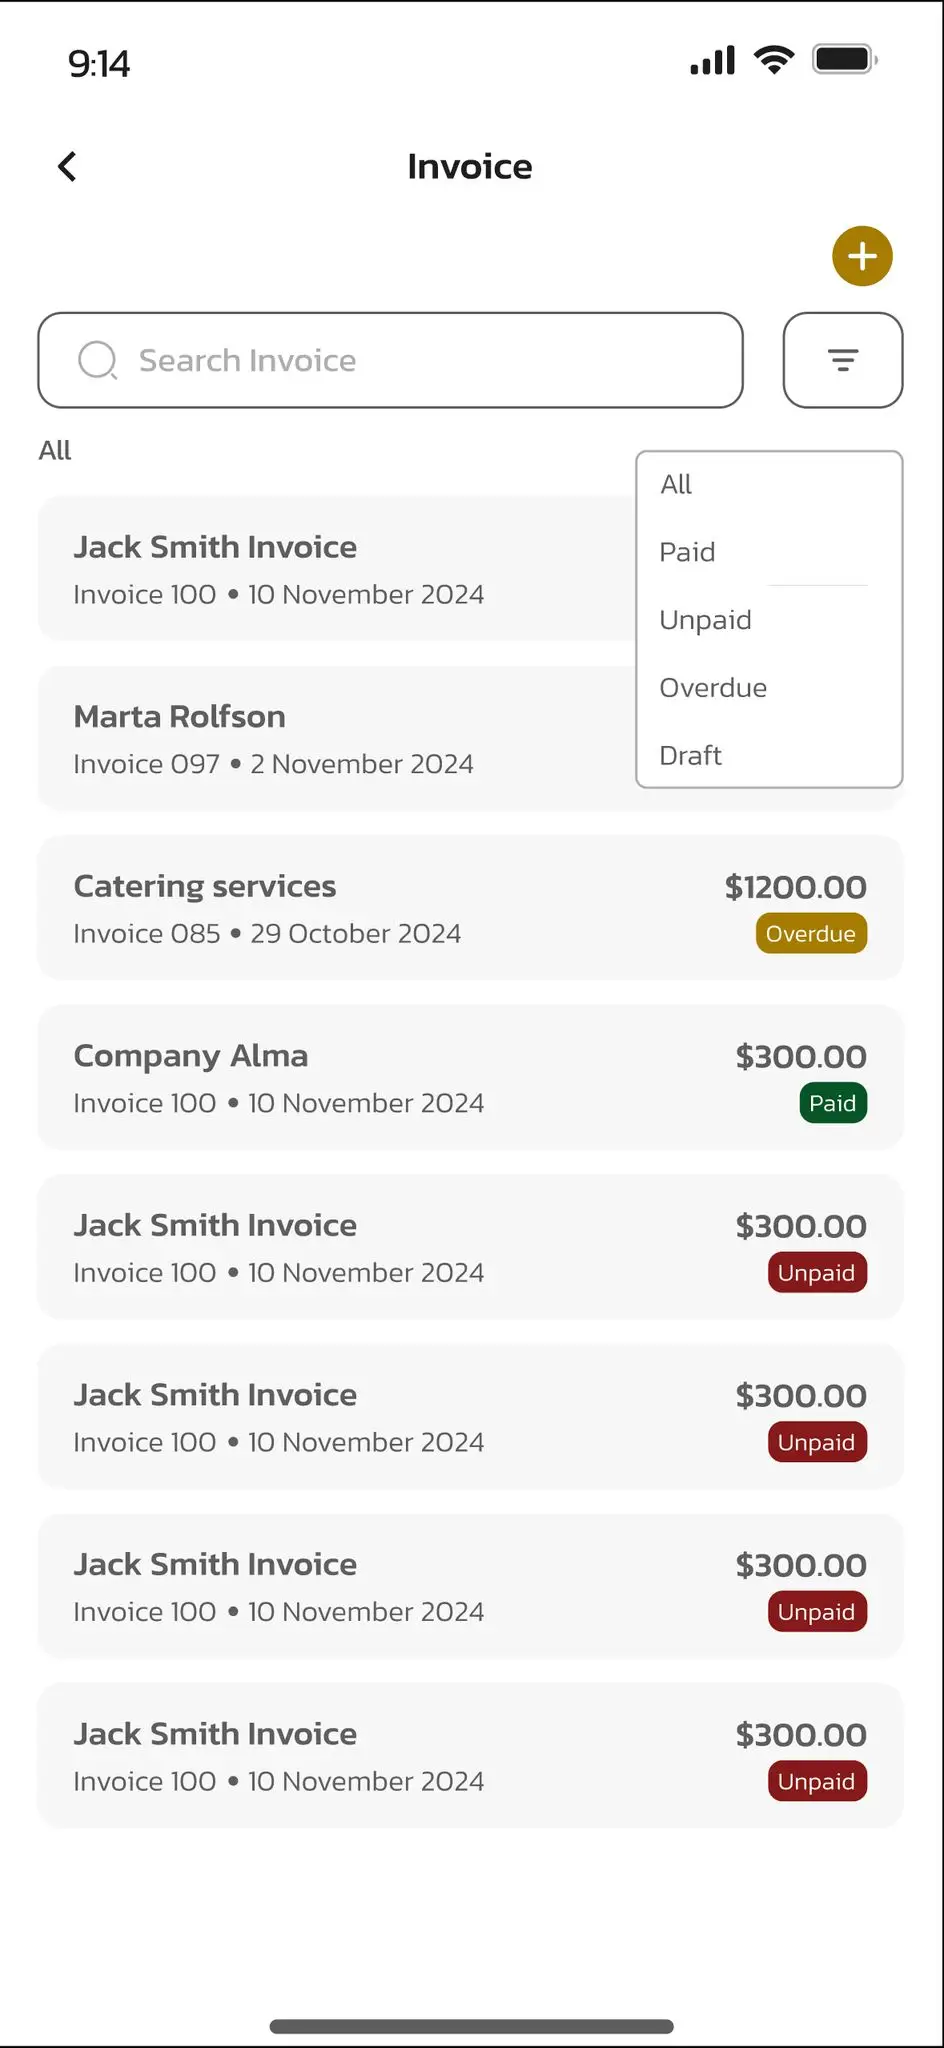 9:14
Invoice
Search Invoice
All
All
Paid
Unpaid
Overdue
Draft
Jack Smith Invoice
Invoice 100 • 10 November 2024
Marta Rolfson
Invoice 097 • 2 November 2024
Catering services
$1200.00
Invoice 085 • 29 October 2024
Overdue
Company Alma
$300.00
Invoice 100 • 10 November 2024
Paid
Jack Smith Invoice
$300.00
Invoice 100 • 10 November 2024
Unpaid
Jack Smith Invoice
$300.00
Invoice 100 • 10 November 2024
Unpaid
Jack Smith Invoice
$300.00
Invoice 100 • 10 November 2024
Unpaid
Jack Smith Invoice
$300.00
Invoice 100 • 10 November 2024
Unpaid